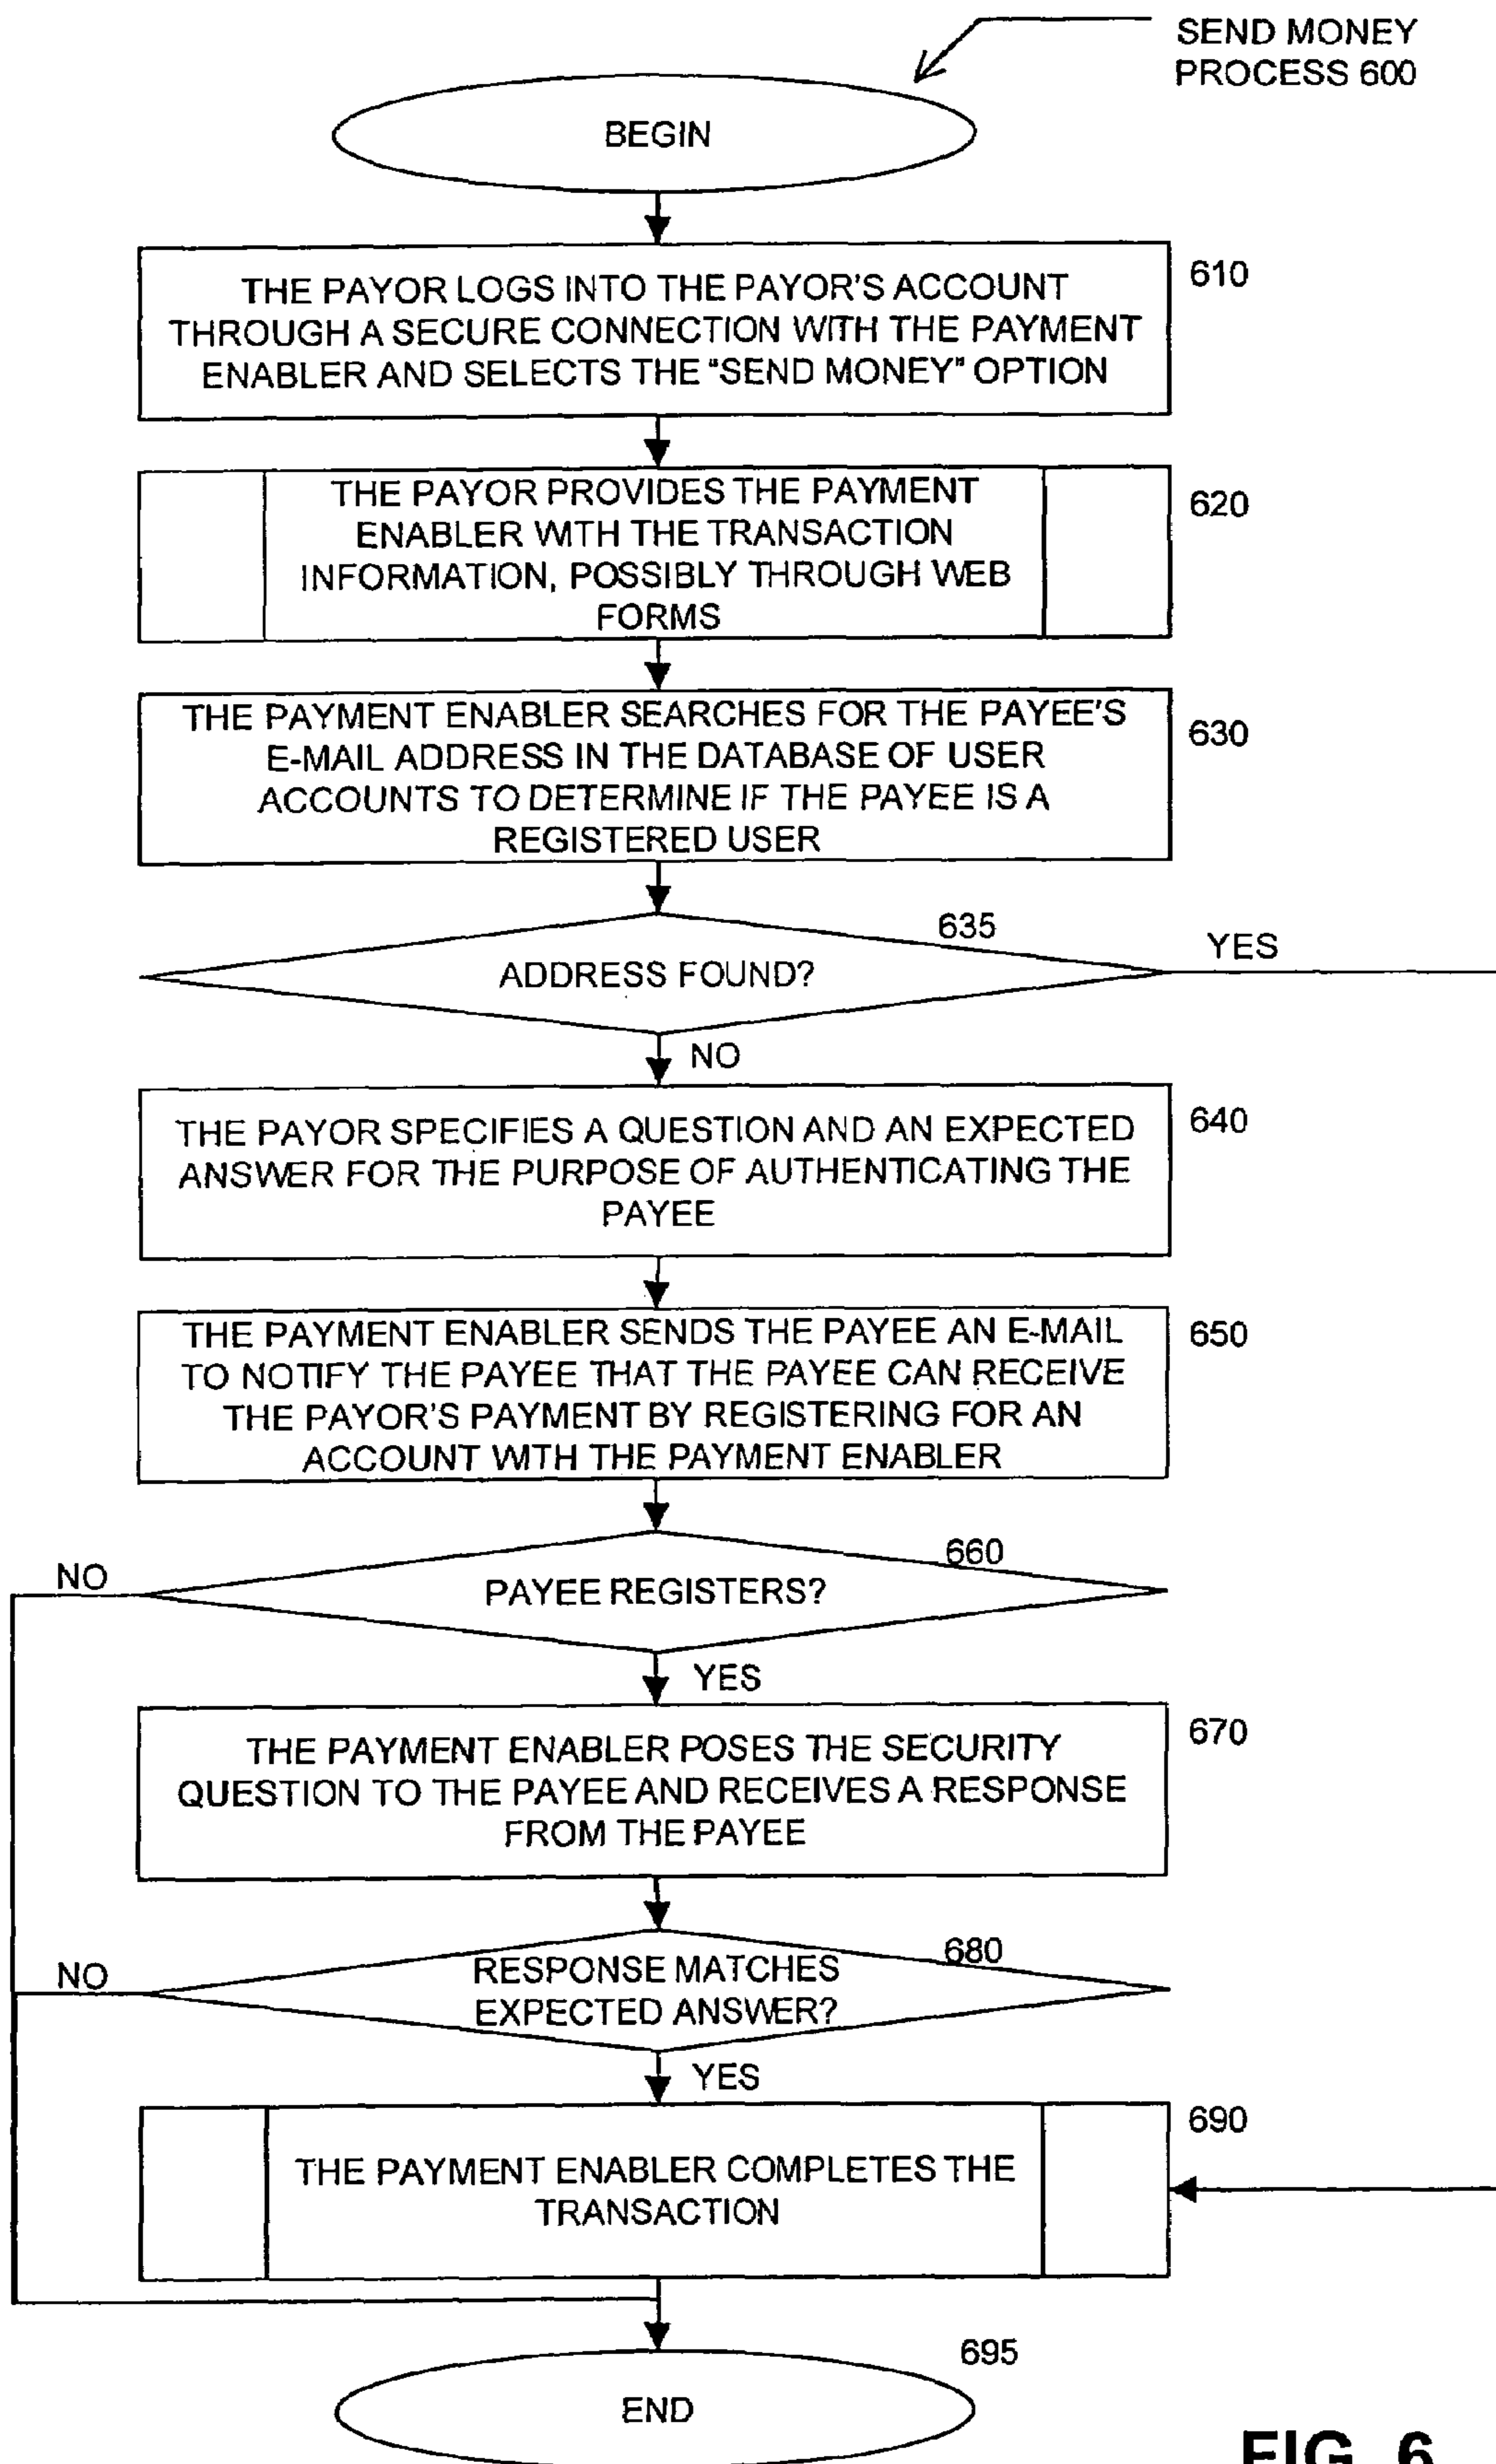 SEND MONEY
PROCESS 600
BEGIN
610
THE PAYOR LOGS INTO THE PAYOR'S ACCOUNT
THROUGH A SECURE CONNECTION WITH THE PAYMENT
ENABLER AND SELECTS THE "SEND MONEY" OPTION
620
THE PAYOR PROVIDES THE PAYMENT
ENABLER WITH THE TRANSACTION
INFORMATION, POSSIBLY THROUGH WEB
FORMS
630
THE PAYMENT ENABLER SEARCHES FOR THE PAYEE'S
E-MAIL ADDRESS IN THE DATABASE OF USER
ACCOUNTS TO DETERMINE IF THE PAYEE IS A
REGISTERED USER
635
YES
ADDRESS FOUND?
NO
640
THE PAYOR SPECIFIES A QUESTION AND AN EXPECTED
ANSWER FOR THE PURPOSE OF AUTHENTICATING THE
PAYEE
650
THE PAYMENT ENABLER SENDS THE PAYEE AN E-MAIL
TO NOTIFY THE PAYEE THAT THE PAYEE CAN RECEIVE
THE PAYOR'S PAYMENT BY REGISTERING FOR AN
ACCOUNT WITH THE PAYMENT ENABLER
660
NO
PAYEE REGISTERS?
YES
670
THE PAYMENT ENABLER POSES THE SECURITY
QUESTION TO THE PAYEE AND RECEIVES A RESPONSE
FROM THE PAYEE
680
NO
RESPONSE MATCHES
EXPECTED ANSWER?
YES
690
THE PAYMENT ENABLER COMPLETES THE
TRANSACTION
695
END
FIG. 6